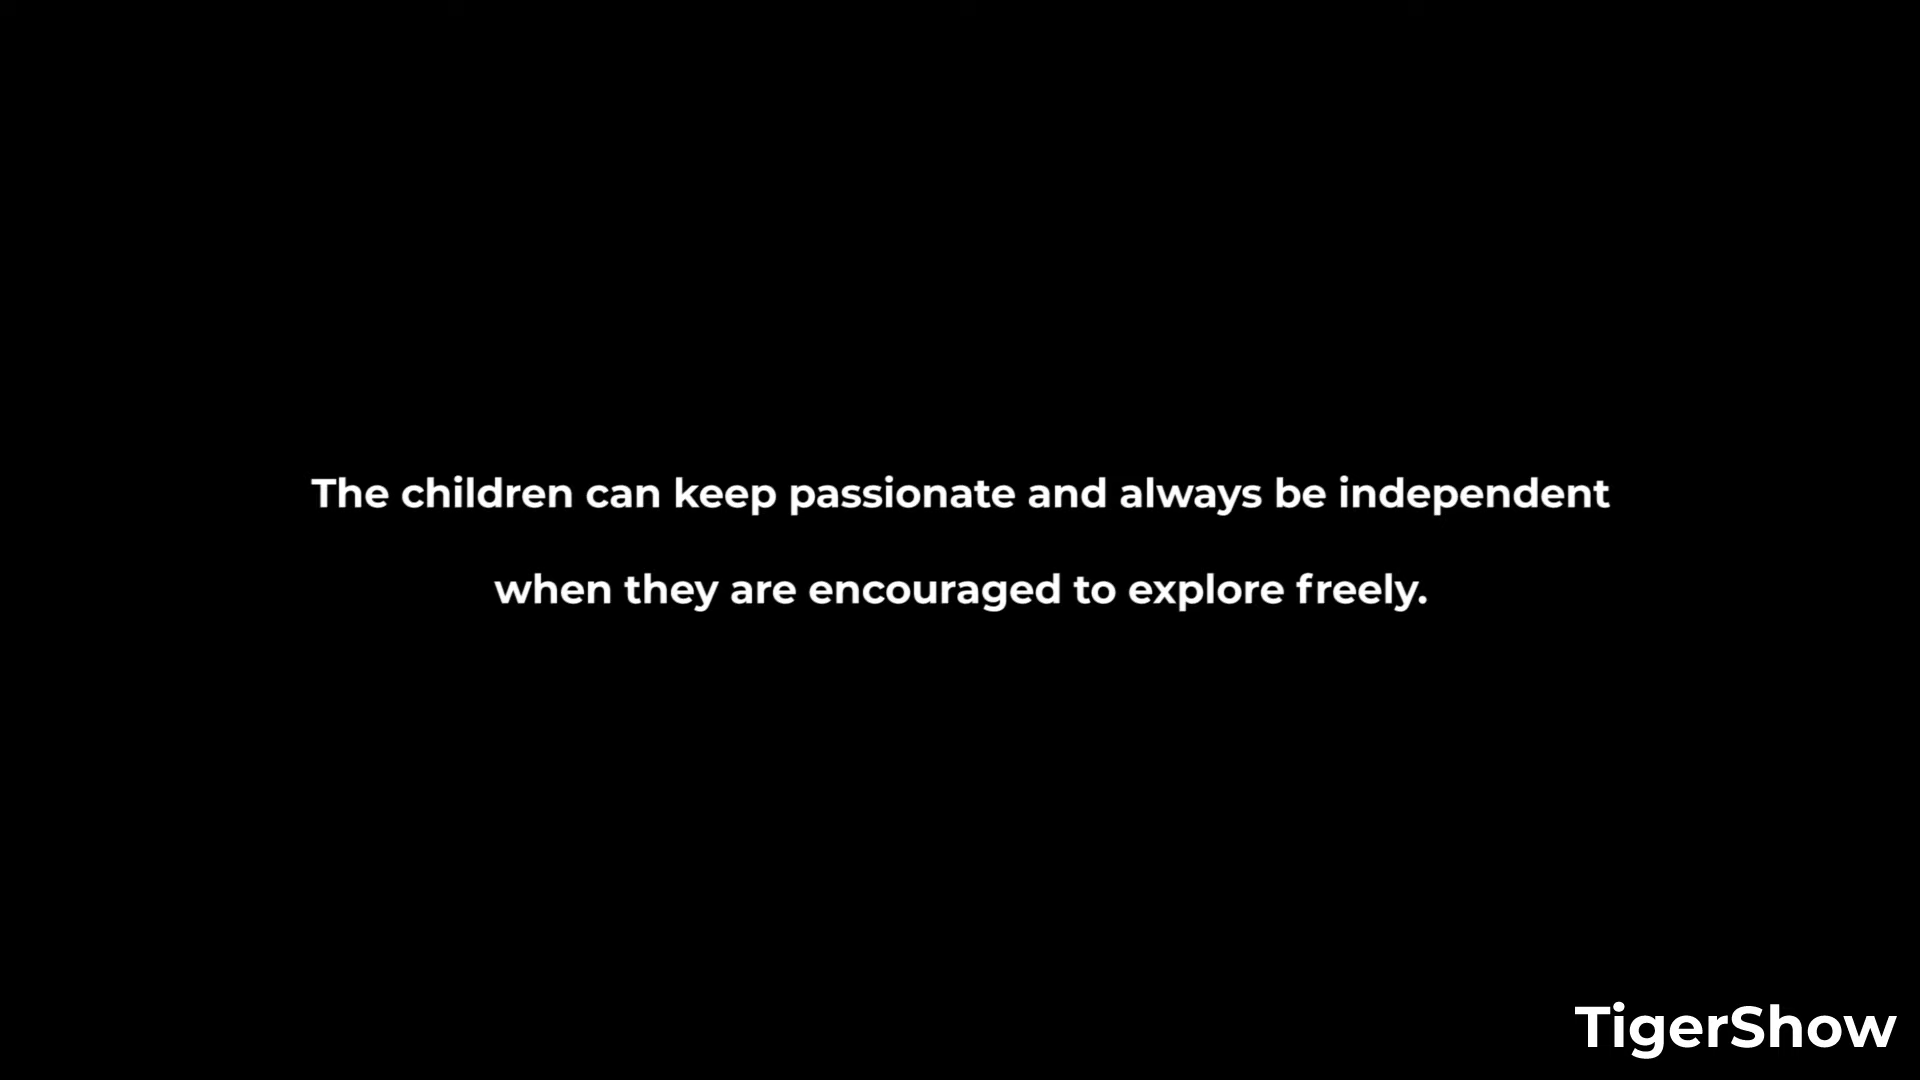 The children can keep passionate and always be independent
when they are encouraged to explore freely.
TigerShow